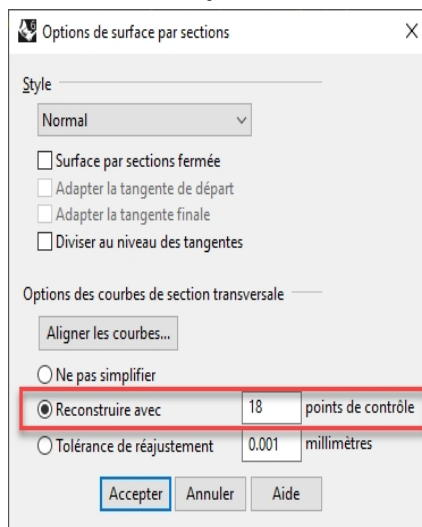 Options de surface par sections
Style
Normal
Surface par sections fermée
Adapter la tangente de départ
Adapter la tangente finale
Diviser au niveau des tangentes
Options des courbes de section transversale
Aligner les courbes...
Ne pas simplifier
Reconstruire avec 18 points de contrôle
Tolérance de réajustement 0.001 millimètres
Accepter Annuler Aide